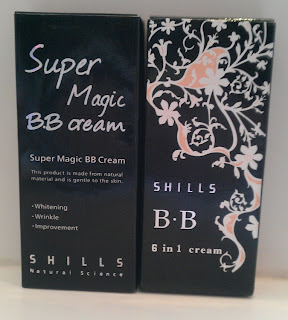 Super
Magic
B.B cream
Super Magic BB Cream
This product is made from natural
material and is gentle to the skin.
·Whitening
·Wrinkle
·Improvement
SHILLS
Natural Science
SHILLS
B·B
6 in 1 cream